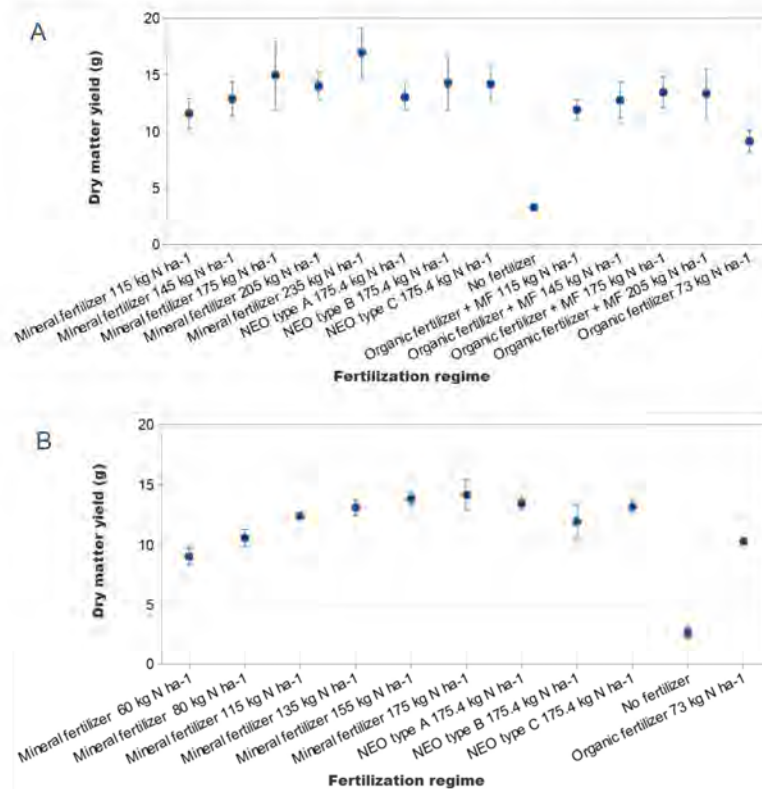 A
20
15
10
5
0
Dry matter yield (g)
Mineral fertilizer 115 kg N ha-1
Mineral fertilizer 145 kg N ha-1
Mineral fertilizer 175 kg N ha-1
Mineral fertilizer 205 kg N ha-1
Mineral fertilizer 235 kg N ha-1
NEO type A 175.4 kg N ha-1
NEO type B 175.4 kg N ha-1
NEO type C 175.4 kg N ha-1
No fertilizer
Organic fertilizer + MF 115 kg N ha-1
Organic fertilizer + MF 145 kg N ha-1
Organic fertilizer + MF 175 kg N ha-1
Organic fertilizer + MF 205 kg N ha-1
Organic fertilizer 73 kg N ha-1
Fertilization regime
B
20
15
10
5
0
Dry matter yield (g)
Mineral fertilizer 60 kg N ha-1
Mineral fertilizer 80 kg N ha-1
Mineral fertilizer 115 kg N ha-1
Mineral fertilizer 135 kg N ha-1
Mineral fertilizer 155 kg N ha-1
Mineral fertilizer 175 kg N ha-1
NEO type A 175.4 kg N ha-1
NEO type B 175.4 kg N ha-1
NEO type C 175.4 kg N ha-1
No fertilizer
Organic fertilizer 73 kg N ha-1
Fertilization regime